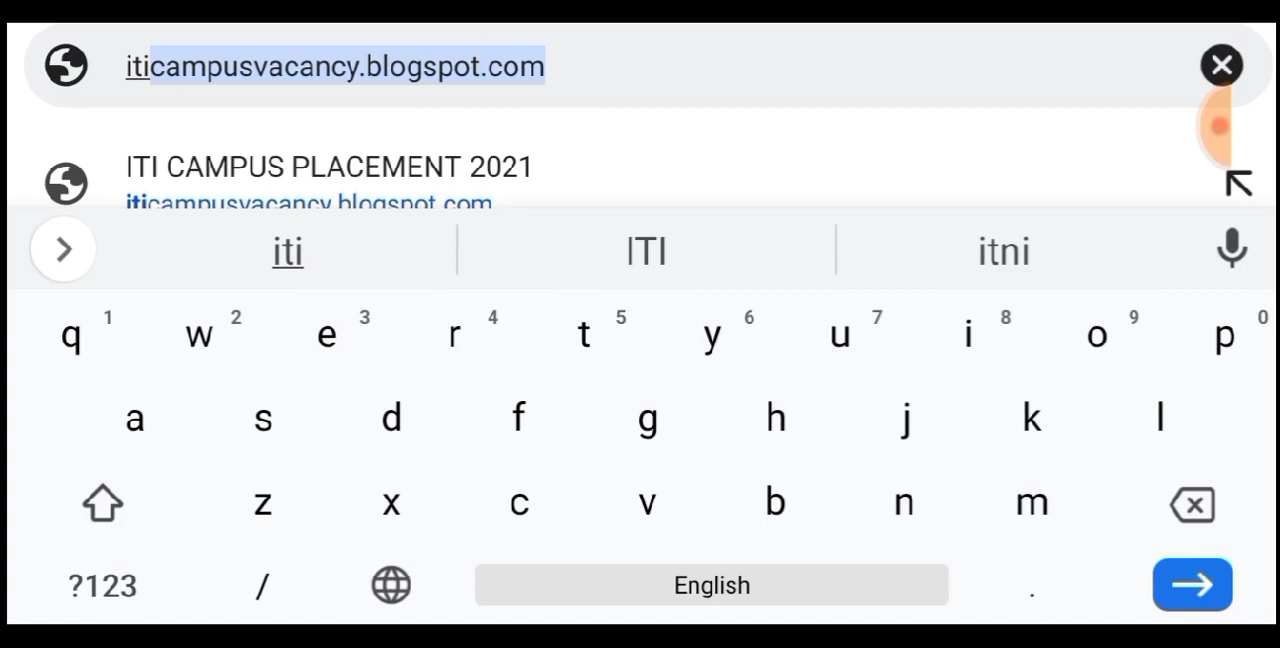 iticampusvacancy.blogspot.com
ITI CAMPUS PLACEMENT 2021
iticampusvacancy.blogspot.com
iti ITI itni
q 1 w 2 e 3 r 4 t 5 y 6 u 7 i 8 o 9 p 0
a s d f g h j k l
z x c v b n m
?123 / English .